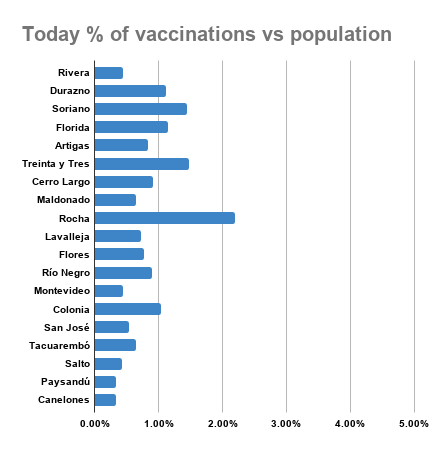 Today % of vaccinations vs population
Rivera
Durazno
Soriano
Florida
Artigas
Treinta y Tres
Cerro Largo
Maldonado
Rocha
Lavalleja
Flores
Río Negro
Montevideo
Colonia
San José
Tacuarembó
Salto
Paysandú
Canelones
0.00% 1.00% 2.00% 3.00% 4.00% 5.00%